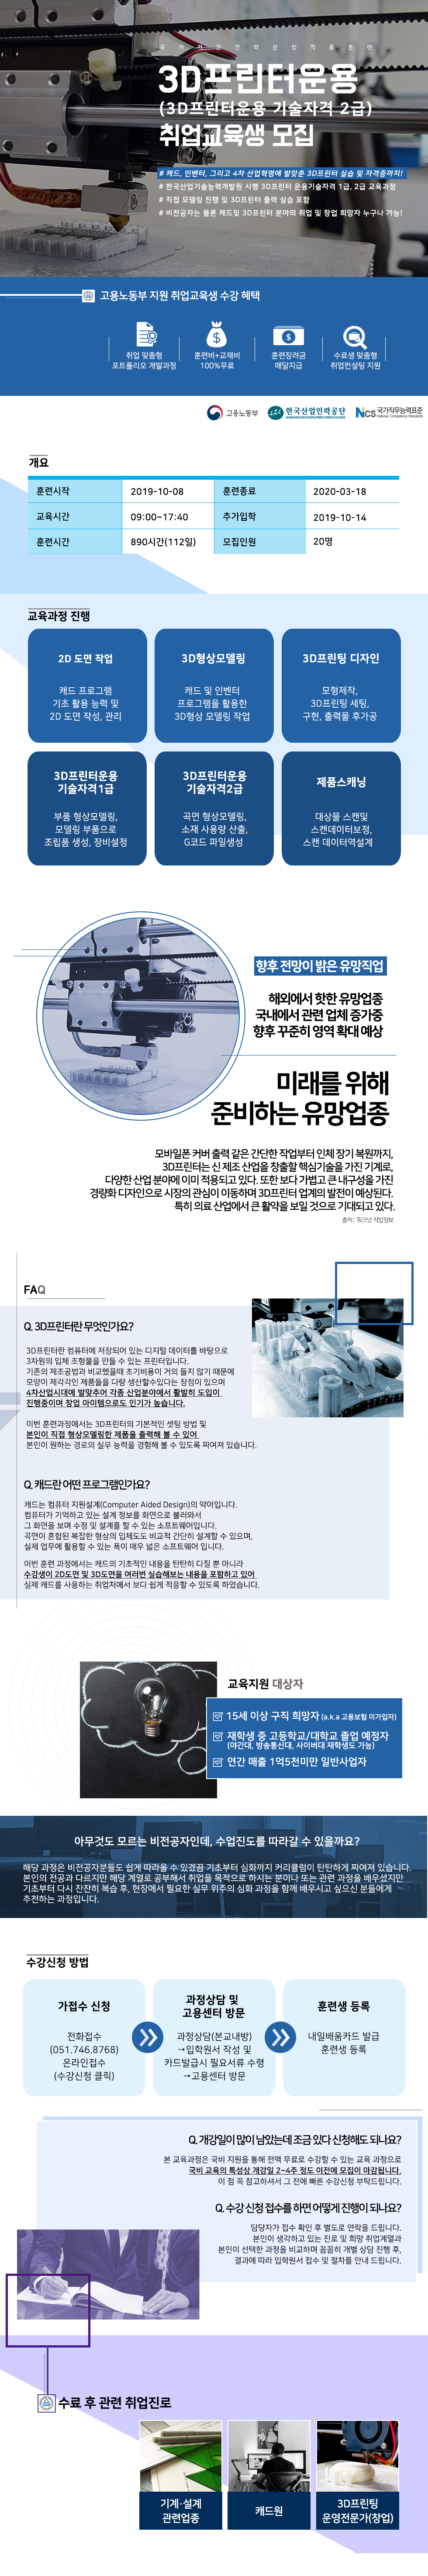 국가기간전략산업직종훈련
3D프린터운용
(3D프린터운용 기술자격 2급)
취업교육생 모집
# 캐드, 인벤터, 그리고 4차 산업혁명에 발맞춘 3D프린터 실습 및 자격증까지!
# 한국산업기술능력개발원 시행 3D프린터 운용기술자격 1급, 2급 교육과정
# 직접 모델링 진행 및 3D프린터 출력 실습 포함
# 비전공자는 물론 캐드및 3D프린터 분야의 취업 및 창업 희망자 누구나 가능!
고용노동부 지원 취업교육생 수강 혜택
취업 맞춤형
포트폴리오 개발과정
훈련비+교재비
100%무료
훈련장려금
매달지급
수료생 맞춤형
취업컨설팅 지원
고용노동부
한국산업인력공단
HUMAN RESOURCES DEVELOPMENT SERVICE OF KOREA
NCS 국가직무능력표준
National Competency Standards
개요
훈련시작 2019-10-08 훈련종료 2020-03-18
교육시간 09:00~17:40 추가입학 2019-10-14
훈련시간 890시간(112일) 모집인원 20명
교육과정 진행
2D 도면 작업
캐드 프로그램
기초 활용 능력 및
2D 도면 작성, 관리
3D형상모델링
캐드 및 인벤터
프로그램을 활용한
3D형상 모델링 작업
3D프린팅 디자인
모형제작,
3D프린팅 세팅,
구현, 출력물 후가공
3D프린터운용
기술자격1급
부품 형상모델링,
모델링 부품으로
조립품 생성, 장비설정
3D프린터운용
기술자격2급
곡면 형상모델링,
소재 사용량 산출,
G코드 파일생성
제품스캐닝
대상물 스캔및
스캔데이터보정,
스캔 데이터역설계
향후 전망이 밝은 유망직업
해외에서 핫한 유망업종
국내에서 관련 업체 증가중
향후 꾸준히 영역 확대 예상
미래를 위해
준비하는 유망업종
모바일폰 커버 출력 같은 간단한 작업부터 인체 장기 복원까지,
3D프린터는 신 제조 산업을 창출할 핵심기술을 가진 기계로,
다양한 산업 분야에 이미 적용되고 있다. 또한 보다 가볍고 큰 내구성을 가진
경량화 디자인으로 시장의 관심이 이동하며 3D프린터 업계의 발전이 예상된다.
특히 의료 산업에서 큰 활약을 보일 것으로 기대되고 있다.
출처 : 워크넷 직업정보
FAQ
Q. 3D프린터란 무엇인가요?
3D프린터란 컴퓨터에 저장되어 있는 디지털 데이터를 바탕으로
3차원의 입체 조형물을 만들 수 있는 프린터입니다.
기존의 제조공법과 비교했을때 초기비용이 거의 들지 않기 때문에
모양이 제각각인 제품들을 다량 생산할수있다는 장점이 있으며
4차산업시대에 발맞추어 각종 산업분야에서 활발히 도입이
진행중이며 창업 아이템으로도 인기가 높습니다.
이번 훈련과정에서는 3D프린터의 기본적인 셋팅 방법 및
본인이 직접 형상모델링한 제품을 출력해 볼 수 있어
본인이 원하는 경로의 실무 능력을 경험해 볼 수 있도록 짜여져 있습니다.
Q. 캐드란 어떤 프로그램인가요?
캐드는 컴퓨터 지원설계(Computer Aided Design)의 약어입니다.
컴퓨터가 기억하고 있는 설계 정보를 화면으로 불러와서
그 화면을 보며 수정 및 설계를 할 수 있는 소프트웨어입니다.
곡면이 혼합된 복잡한 형상의 입체도도 비교적 간단히 설계할 수 있으며,
실제 업무에 활용할 수 있는 폭이 매우 넓은 소프트웨어 입니다.
이번 훈련 과정에서는 캐드의 기초적인 내용을 탄탄히 다질 뿐 아니라
수강생이 2D도면 및 3D도면을 여러번 실습해보는 내용을 포함하고 있어
실제 캐드를 사용하는 취업처에서 보다 쉽게 적응할 수 있도록 하였습니다.
교육지원 대상자
15세 이상 구직 희망자 (a.k.a 고용보험 미가입자)
재학생 중 고등학교/대학교 졸업 예정자
(야간대, 방송통신대, 사이버대 재학생도 가능)
연간 매출 1억5천미만 일반사업자
아무것도 모르는 비전공자인데, 수업진도를 따라갈 수 있을까요?
해당 과정은 비전공자분들도 쉽게 따라올 수 있겠끔 기초부터 심화까지 커리큘럼이 탄탄하게 짜여져 있습니다.
본인의 전공과 다르지만 해당 계열로 공부해서 취업을 목적으로 하시는 분이나 또는 관련 과정을 배우셨지만
기초부터 다시 찬찬히 복습 후, 현장에서 필요한 실무 위주의 심화 과정을 함께 배우시고 싶으신 분들에게
추천하는 과정입니다.
수강신청 방법
가접수 신청
전화접수
(051.746.8768)
온라인접수
(수강신청 클릭)
과정상담 및
고용센터 방문
과정상담(본교내방)
→입학원서 작성 및
카드발급시 필요서류 수령
→고용센터 방문
훈련생 등록
내일배움카드 발급
훈련생 등록
Q. 개강일이 많이 남았는데 조금 있다 신청해도 되나요?
본 교육과정은 국비 지원을 통해 전액 무료로 수강할 수 있는 교육 과정으로
국비 교육의 특성상 개강일 2~4주 정도 이전에 모집이 마감됩니다.
이 점 꼭 참고하셔서 그 전에 빠른 수강신청 부탁드립니다.
Q. 수강 신청 접수를 하면 어떻게 진행이 되나요?
담당자가 접수 확인 후 별도로 연락을 드립니다.
본인이 생각하고 있는 진로 및 희망 취업계열과
본인이 선택한 과정을 비교하며 꼼꼼히 개별 상담 진행 후,
결과에 따라 입학원서 접수 및 절차를 안내 드립니다.
수료 후 관련 취업진로
기계·설계
관련업종
캐드원
3D프린팅
운영전문가(창업)